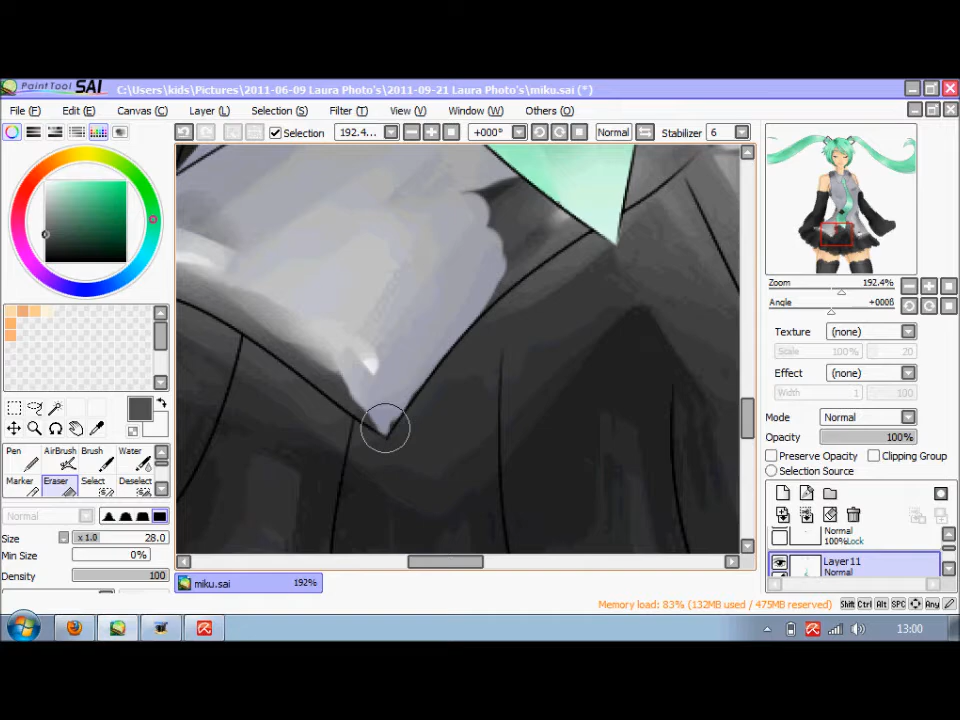 PaintTool SAI C:\Users\kids\Pictures\2011-06-09 Laura Photo's\2011-09-21 Laura Photo's\miku.sai (*)
File (F) Edit (E) Canvas (C) Layer (L) Selection (S) Filter (T) View (V) Window (W) Others (O)
Selection 192.4... +000° Normal Stabilizer 6
Zoom 192.4%
Angle +000ß
Texture (none)
Scale 100% 20
Effect (none)
Width 1 100
Mode Normal
Opacity 100%
Preserve Opacity Clipping Group
Selection Source
Pen AirBrush Brush Water
Marker Eraser Select Deselect
Normal
Size x 1.0 28.0
Min Size 0%
Density 100
Normal
100%Lock
Layer11
Normal
miku.sai 192%
Memory load: 83% (132MB used / 475MB reserved) Shift Ctrl Alt SPC Any
13:00